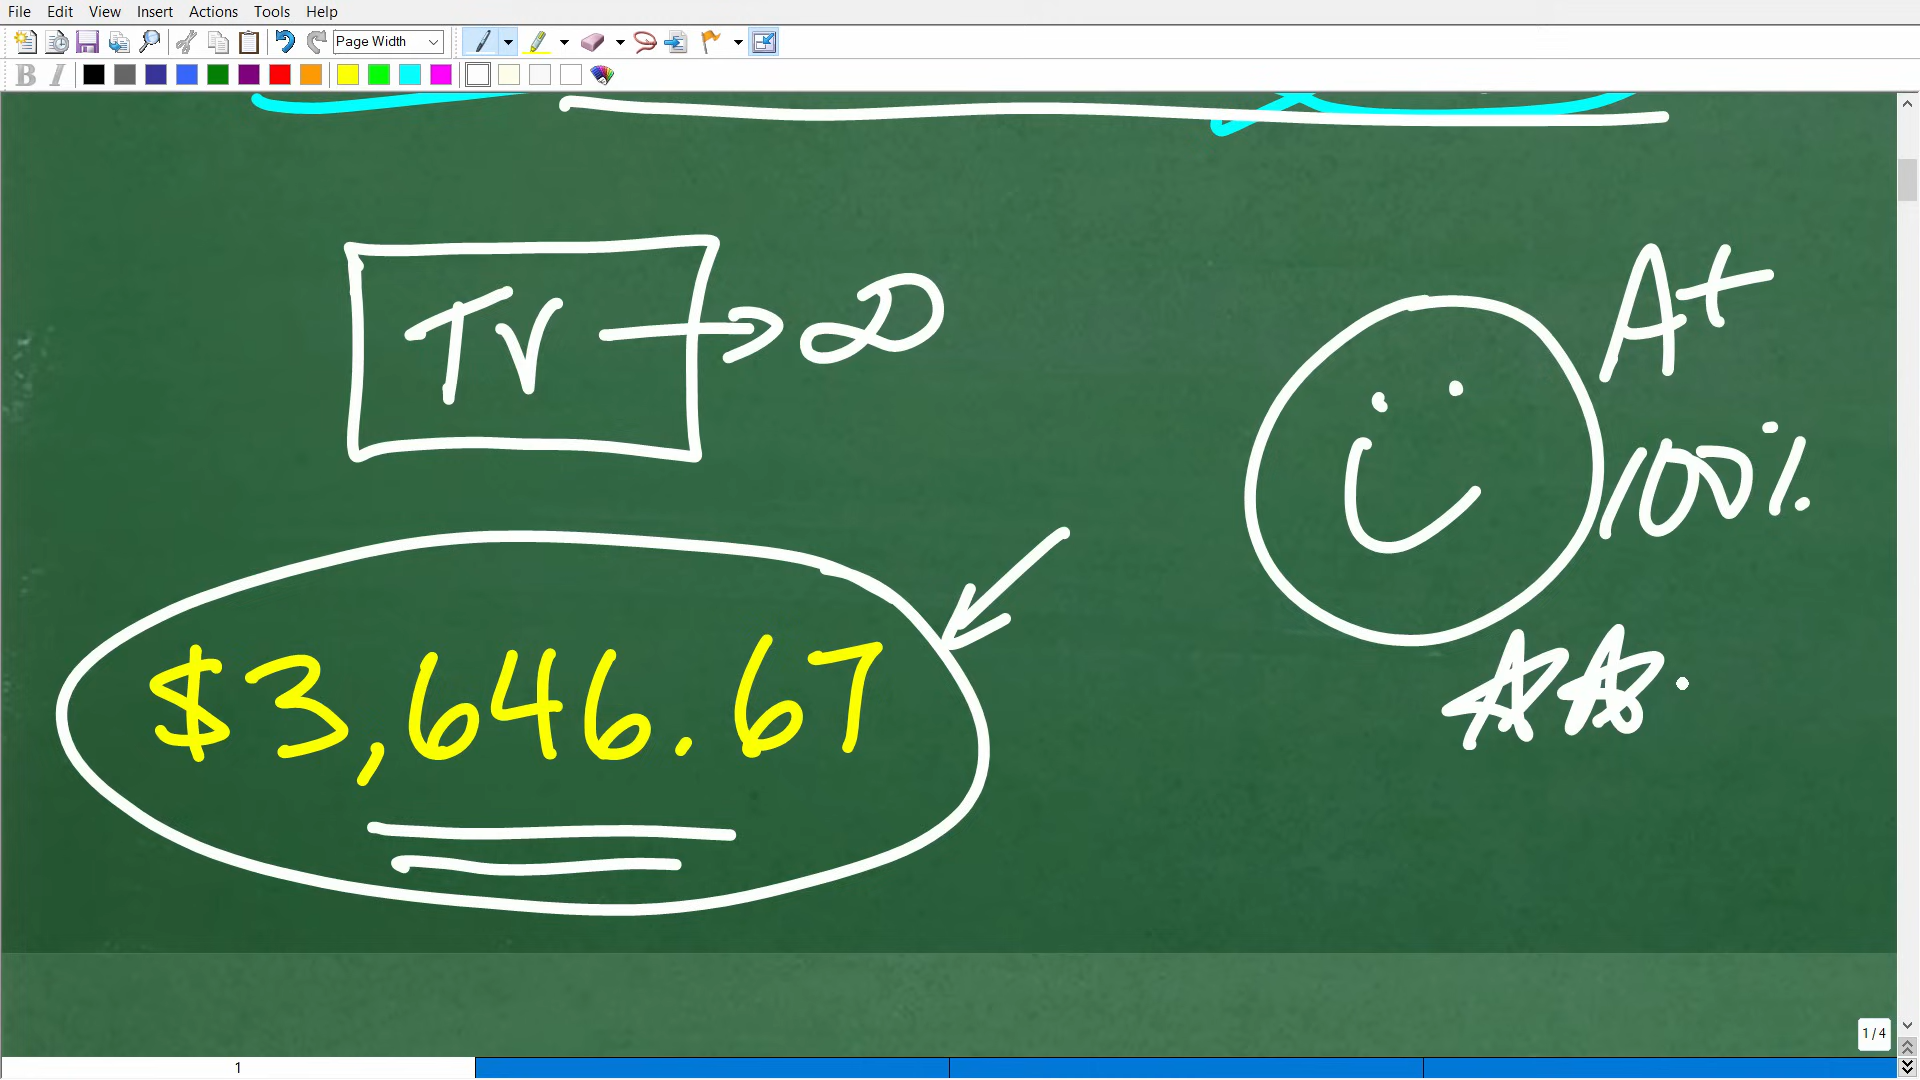 File Edit View Insert Actions Tools Help
Page Width
B I
TV → ∞
A+
100%
$3,646.67
1 / 4
1